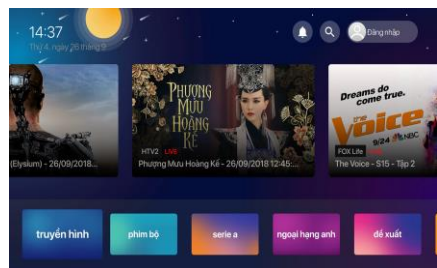 14:37
Thứ 4, ngày 26 tháng 9
Đăng nhập
PHƯƠNG
MƯU
HOÀNG
KẾ
HTV2 LIVE
(Elysium) - 26/09/2018...
Phượng Mưu Hoàng Kế - 26/09/2018 12:45:...
Dreams do
come true.
the
Voice
9/24 NBC
FOX Life
The Voice - S15 - Tập 2
truyền hình
phim bộ
serie a
ngoại hạng anh
đề xuất